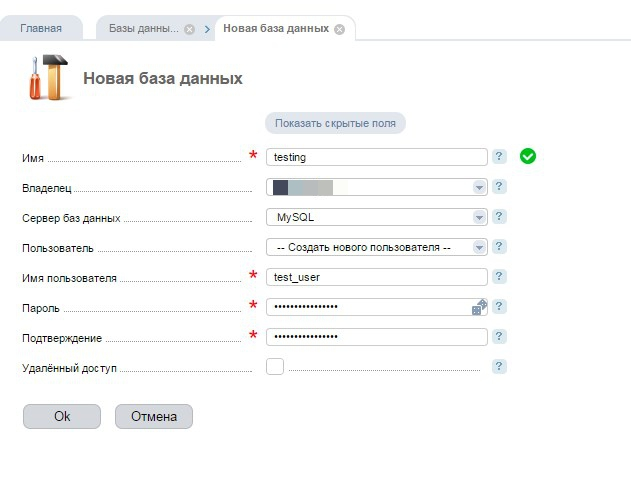 Главная Базы данны... Новая база данных
Новая база данных
Показать скрытые поля
Имя * testing ?
Владелец ?
Сервер баз данных MySQL ?
Пользователь -- Создать нового пользователя -- ?
Имя пользователя * test_user ?
Пароль * •••••••••••••••• ?
Подтверждение * •••••••••••••••• ?
Удалённый доступ ?
Ok Отмена